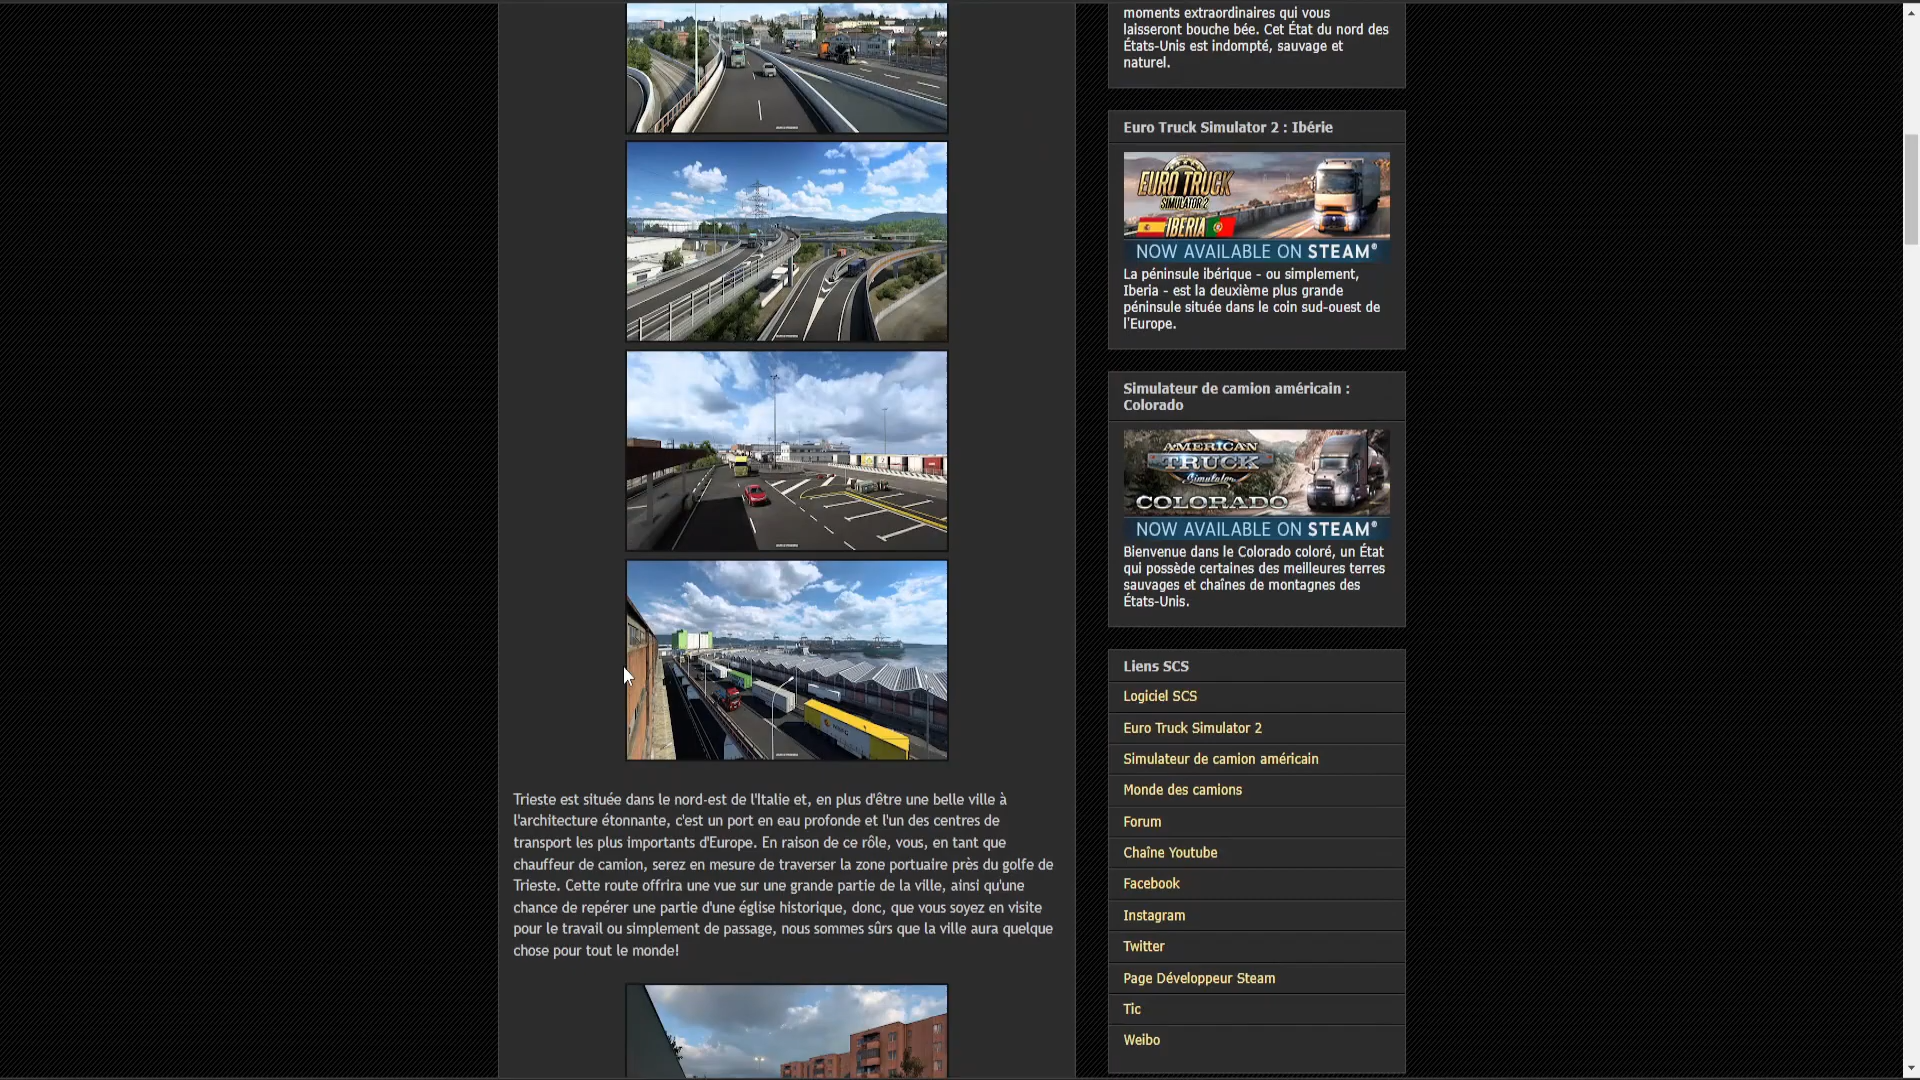 moments extraordinaires qui vous
laisseront bouche bée. Cet État du nord des
États-Unis est indompté, sauvage et
naturel.
Euro Truck Simulator 2 : Ibérie
EURO TRUCK
SIMULATOR 2
IBERIA
NOW AVAILABLE ON STEAM®
La péninsule ibérique - ou simplement,
Iberia - est la deuxième plus grande
péninsule située dans le coin sud-ouest de
l'Europe.
Simulateur de camion américain :
Colorado
AMERICAN
TRUCK
Simulator
COLORADO
NOW AVAILABLE ON STEAM®
Bienvenue dans le Colorado coloré, un État
qui possède certaines des meilleures terres
sauvages et chaînes de montagnes des
États-Unis.
Liens SCS
Logiciel SCS
Euro Truck Simulator 2
Simulateur de camion américain
Monde des camions
Forum
Chaîne Youtube
Facebook
Instagram
Twitter
Page Développeur Steam
Tic
Weibo
Trieste est située dans le nord-est de l'Italie et, en plus d'être une belle ville à
l'architecture étonnante, c'est un port en eau profonde et l'un des centres de
transport les plus importants d'Europe. En raison de ce rôle, vous, en tant que
chauffeur de camion, serez en mesure de traverser la zone portuaire près du golfe de
Trieste. Cette route offrira une vue sur une grande partie de la ville, ainsi qu'une
chance de repérer une partie d'une église historique, donc, que vous soyez en visite
pour le travail ou simplement de passage, nous sommes sûrs que la ville aura quelque
chose pour tout le monde!